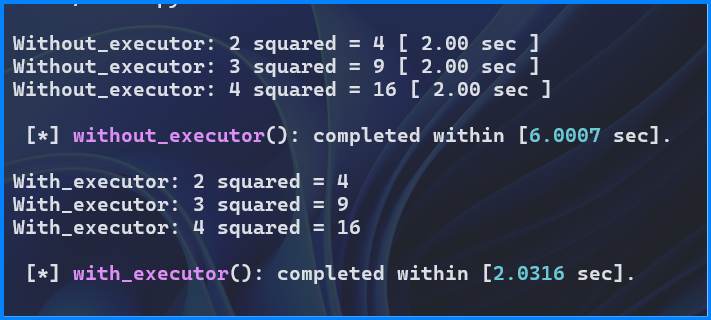 Without_executor: 2 squared = 4 [ 2.00 sec ]
Without_executor: 3 squared = 9 [ 2.00 sec ]
Without_executor: 4 squared = 16 [ 2.00 sec ]
[*] without_executor(): completed within [6.0007 sec].
With_executor: 2 squared = 4
With_executor: 3 squared = 9
With_executor: 4 squared = 16
[*] with_executor(): completed within [2.0316 sec].